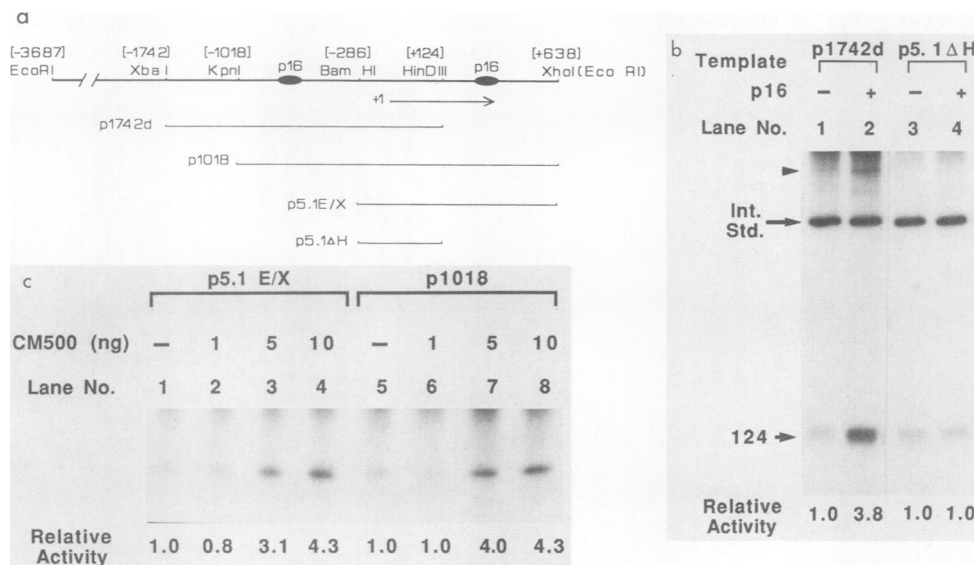 a
[-3687] [-1742] [-1018] [-286] [+124] [+638]
EcoRI XbaI KpnI p16 Bam HI HinDIII p16 XhoI(Eco RI)
+1
p1742d
p1018
p5.1E/X
p5.1ΔH
b
Template p1742d p5.1ΔH
p16 – + – +
Lane No. 1 2 3 4
Int.
Std.
124
Relative
Activity 1.0 3.8 1.0 1.0
c
p5.1 E/X p1018
CM500 (ng) – 1 5 10 – 1 5 10
Lane No. 1 2 3 4 5 6 7 8
Relative
Activity 1.0 0.8 3.1 4.3 1.0 1.0 4.0 4.3